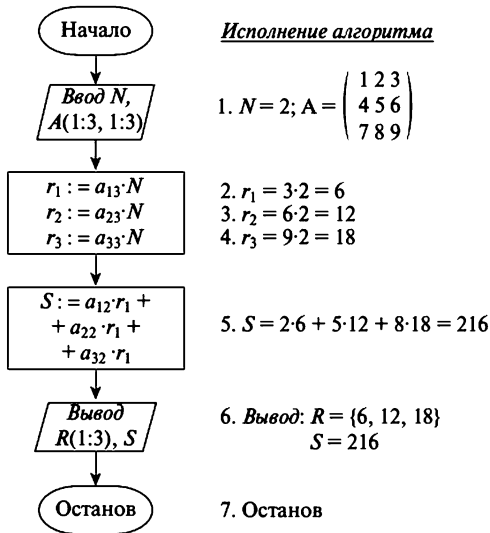 Начало
Исполнение алгоритма
Ввод N,
A(1:3, 1:3)
1. N = 2; A = ( 1 2 3
4 5 6
7 8 9 )
r₁ := a₁₃·N
r₂ := a₂₃·N
r₃ := a₃₃·N
2. r₁ = 3·2 = 6
3. r₂ = 6·2 = 12
4. r₃ = 9·2 = 18
S := a₁₂·r₁ +
+ a₂₂·r₁ +
+ a₃₂·r₁
5. S = 2·6 + 5·12 + 8·18 = 216
Вывод
R(1:3), S
6. Вывод: R = {6, 12, 18}
S = 216
Останов
7. Останов